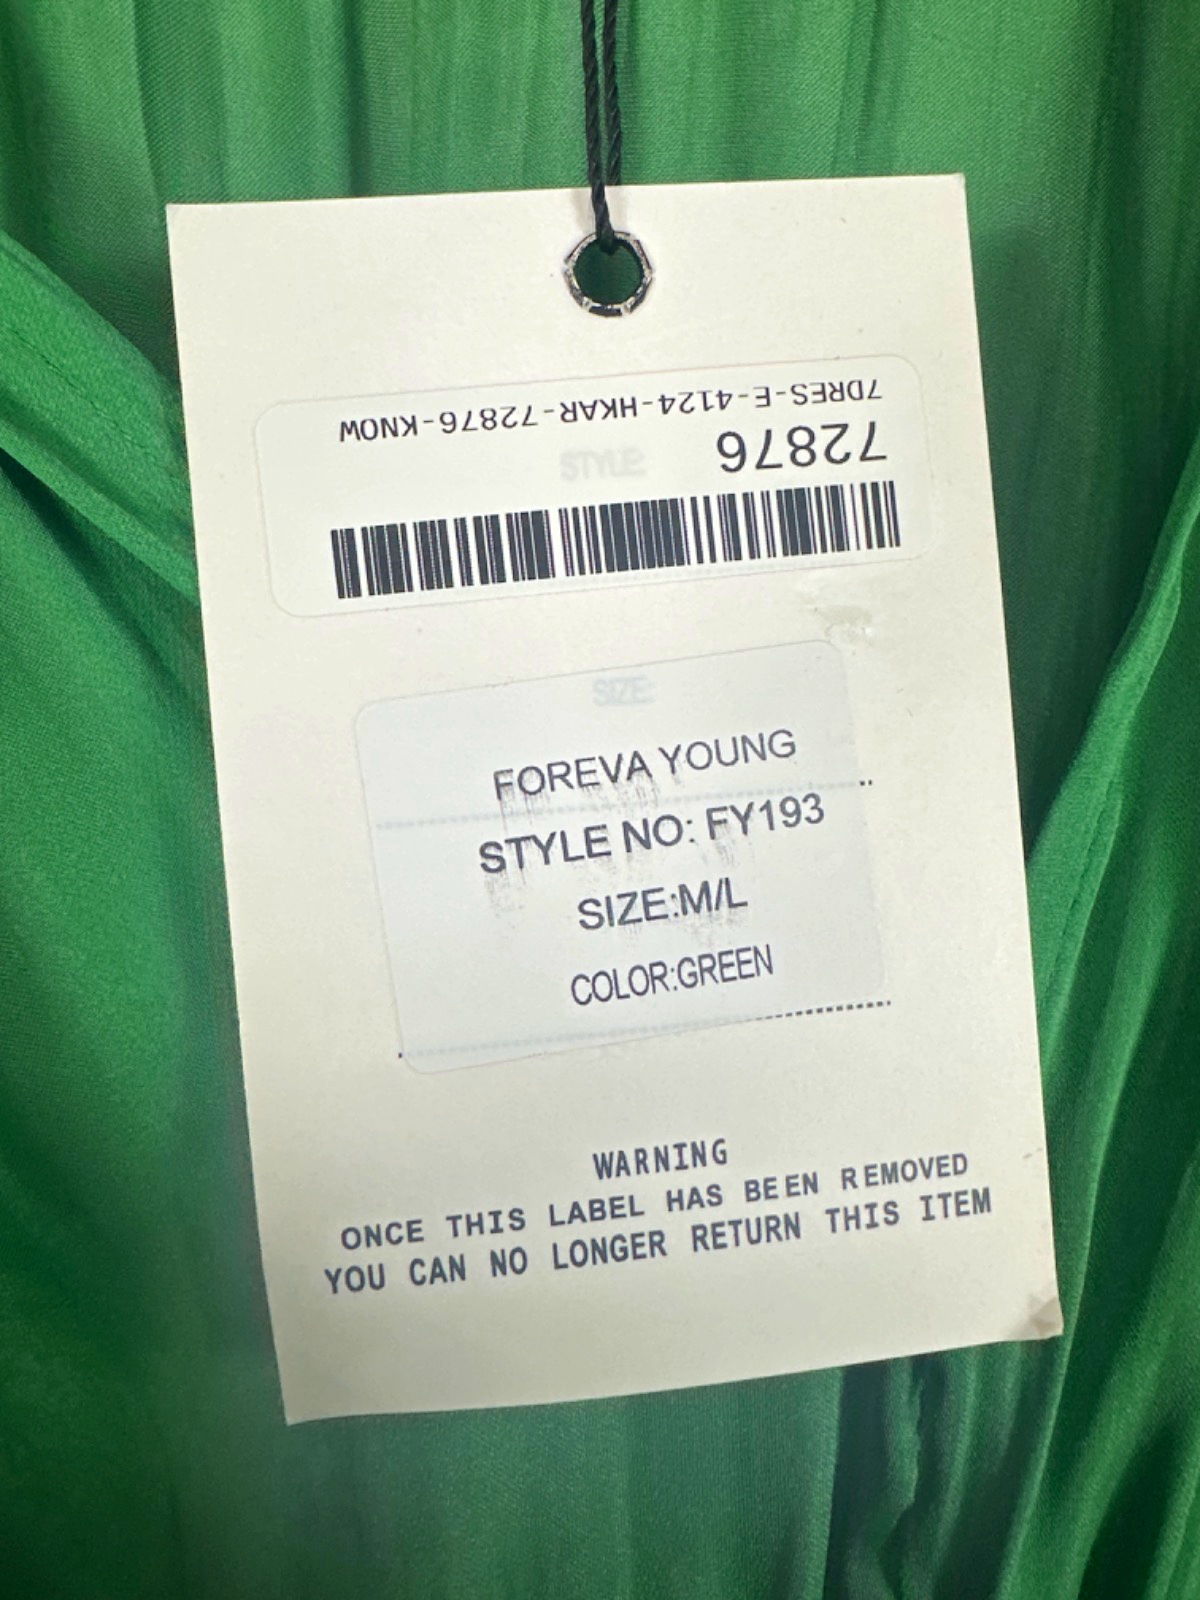 7DRES-E-4124-HKAR-72876-KNOW
72876
STYLE:
SIZE:
FOREVA YOUNG
STYLE NO: FY193
SIZE:M/L
COLOR:GREEN
WARNING
ONCE THIS LABEL HAS BEEN REMOVED
YOU CAN NO LONGER RETURN THIS ITEM